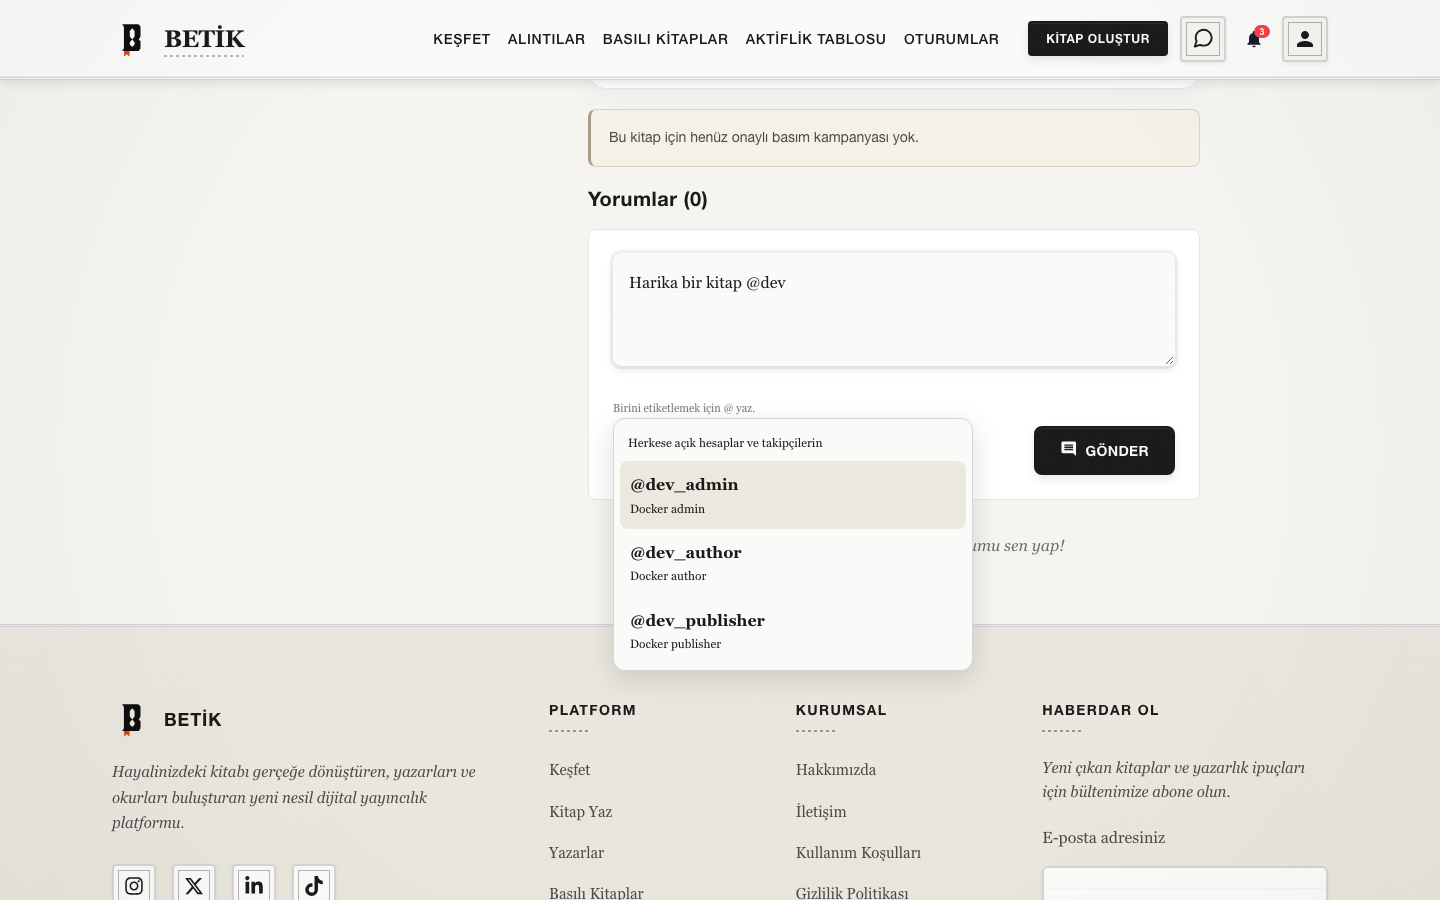 BETİK
KEŞFET
ALINTILAR
BASILI KİTAPLAR
AKTİFLİK TABLOSU
OTURUMLAR
KİTAP OLUŞTUR
3
Bu kitap için henüz onaylı basım kampanyası yok.
Yorumlar (0)
Harika bir kitap @dev
Birini etiketlemek için @ yaz.
Herkese açık hesaplar ve takipçilerin
@dev_admin
Docker admin
@dev_author
Docker author
@dev_publisher
Docker publisher
GÖNDER
sen yap!
BETİK
Hayalinizdeki kitabı gerçeğe dönüştüren, yazarları ve
okurları buluşturan yeni nesil dijital yayıncılık
platformu.
PLATFORM
Keşfet
Kitap Yaz
Yazarlar
Basılı Kitaplar
KURUMSAL
Hakkımızda
İletişim
Kullanım Koşulları
Gizlilik Politikası
HABERDAR OL
Yeni çıkan kitaplar ve yazarlık ipuçları
için bültenimize abone olun.
E-posta adresiniz